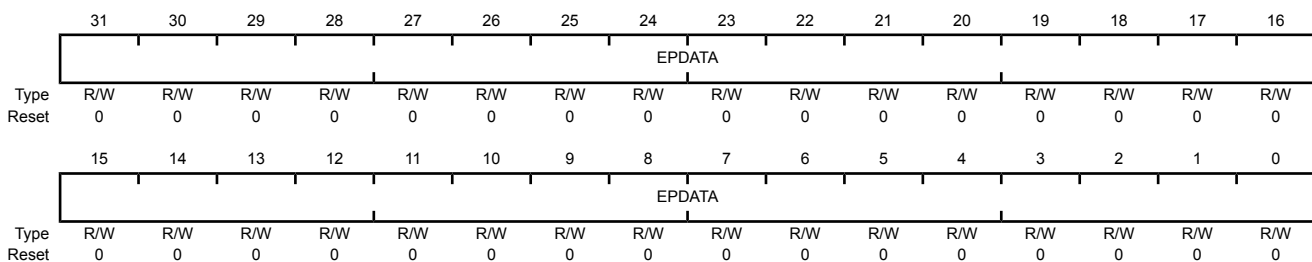 31 30 29 28 27 26 25 24 23 22 21 20 19 18 17 16
EPDATA
Type R/W R/W R/W R/W R/W R/W R/W R/W R/W R/W R/W R/W R/W R/W R/W R/W
Reset 0 0 0 0 0 0 0 0 0 0 0 0 0 0 0 0
15 14 13 12 11 10 9 8 7 6 5 4 3 2 1 0
EPDATA
Type R/W R/W R/W R/W R/W R/W R/W R/W R/W R/W R/W R/W R/W R/W R/W R/W
Reset 0 0 0 0 0 0 0 0 0 0 0 0 0 0 0 0